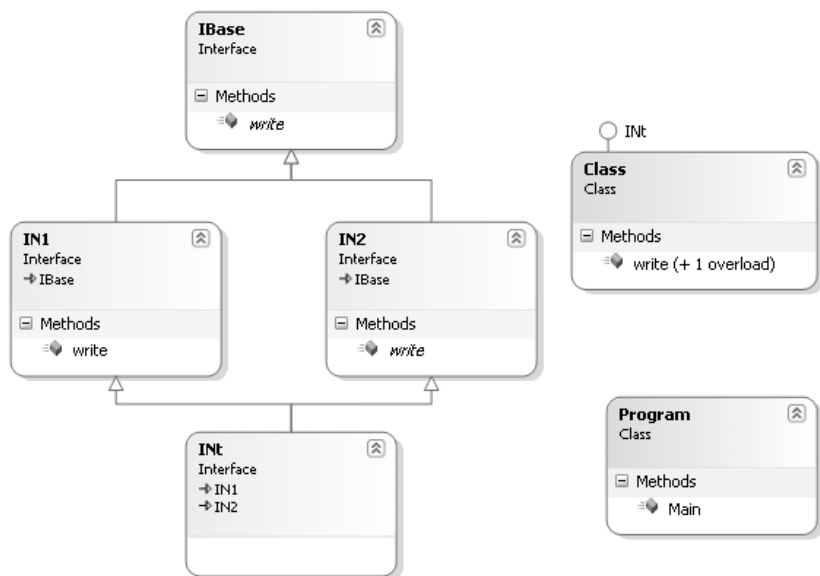 IBase
Interface
Methods
write
INt
Class
Class
Methods
write (+ 1 overload)
IN1
Interface
IBase
Methods
write
IN2
Interface
IBase
Methods
write
INt
Interface
IN1
IN2
Program
Class
Methods
Main